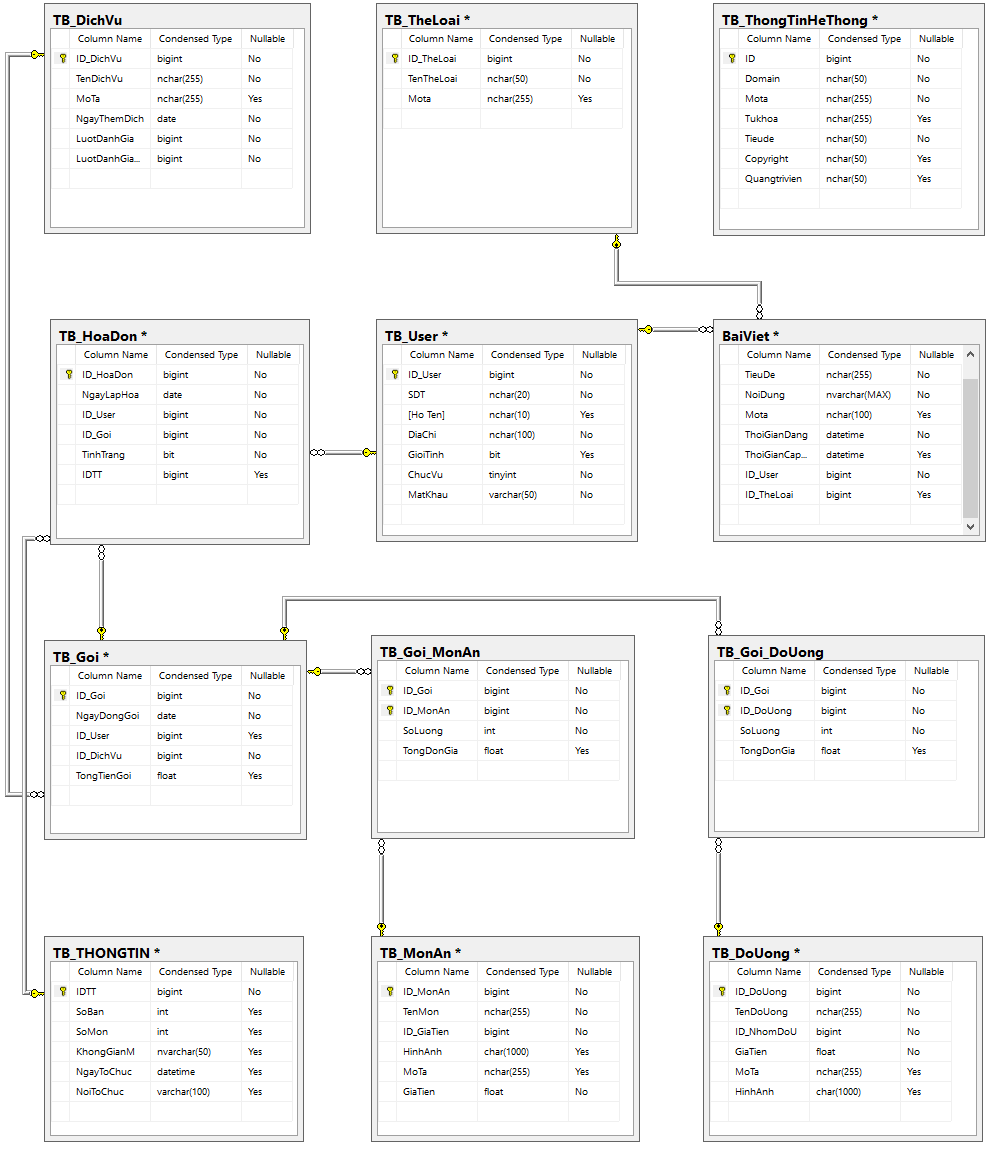 TB_DichVu
Column Name Condensed Type Nullable
ID_DichVu bigint No
TenDichVu nchar(255) No
MoTa nchar(255) Yes
NgayThemDich date No
LuotDanhGia bigint No
LuotDanhGia... bigint No
TB_TheLoai *
Column Name Condensed Type Nullable
ID_TheLoai bigint No
TenTheLoai nchar(50) No
Mota nchar(255) Yes
TB_ThongTinHeThong *
Column Name Condensed Type Nullable
ID bigint No
Domain nchar(50) No
Mota nchar(255) No
Tukhoa nchar(255) Yes
Tieude nchar(50) No
Copyright nchar(50) Yes
Quangtrivien nchar(50) Yes
TB_HoaDon *
Column Name Condensed Type Nullable
ID_HoaDon bigint No
NgayLapHoa date No
ID_User bigint No
ID_Goi bigint No
TinhTrang bit No
IDTT bigint Yes
TB_User *
Column Name Condensed Type Nullable
ID_User bigint No
SDT nchar(20) No
[Ho Ten] nchar(10) Yes
DiaChi nchar(100) No
GioiTinh bit Yes
ChucVu tinyint No
MatKhau varchar(50) No
BaiViet *
Column Name Condensed Type Nullable
TieuDe nchar(255) No
NoiDung nvarchar(MAX) No
Mota nchar(100) Yes
ThoiGianDang datetime No
ThoiGianCap... datetime Yes
ID_User bigint No
ID_TheLoai bigint Yes
TB_Goi *
Column Name Condensed Type Nullable
ID_Goi bigint No
NgayDongGoi date No
ID_User bigint Yes
ID_DichVu bigint No
TongTienGoi float Yes
TB_Goi_MonAn
Column Name Condensed Type Nullable
ID_Goi bigint No
ID_MonAn bigint No
SoLuong int No
TongDonGia float Yes
TB_Goi_DoUong
Column Name Condensed Type Nullable
ID_Goi bigint No
ID_DoUong bigint No
SoLuong int No
TongDonGia float Yes
TB_THONGTIN *
Column Name Condensed Type Nullable
IDTT bigint No
SoBan int Yes
SoMon int Yes
KhongGianM nvarchar(50) Yes
NgayToChuc datetime Yes
NoiToChuc varchar(100) Yes
TB_MonAn *
Column Name Condensed Type Nullable
ID_MonAn bigint No
TenMon nchar(255) No
ID_GiaTien bigint No
HinhAnh char(1000) Yes
MoTa nchar(255) Yes
GiaTien float No
TB_DoUong *
Column Name Condensed Type Nullable
ID_DoUong bigint No
TenDoUong nchar(255) No
ID_NhomDoU bigint No
GiaTien float No
MoTa nchar(255) Yes
HinhAnh char(1000) Yes